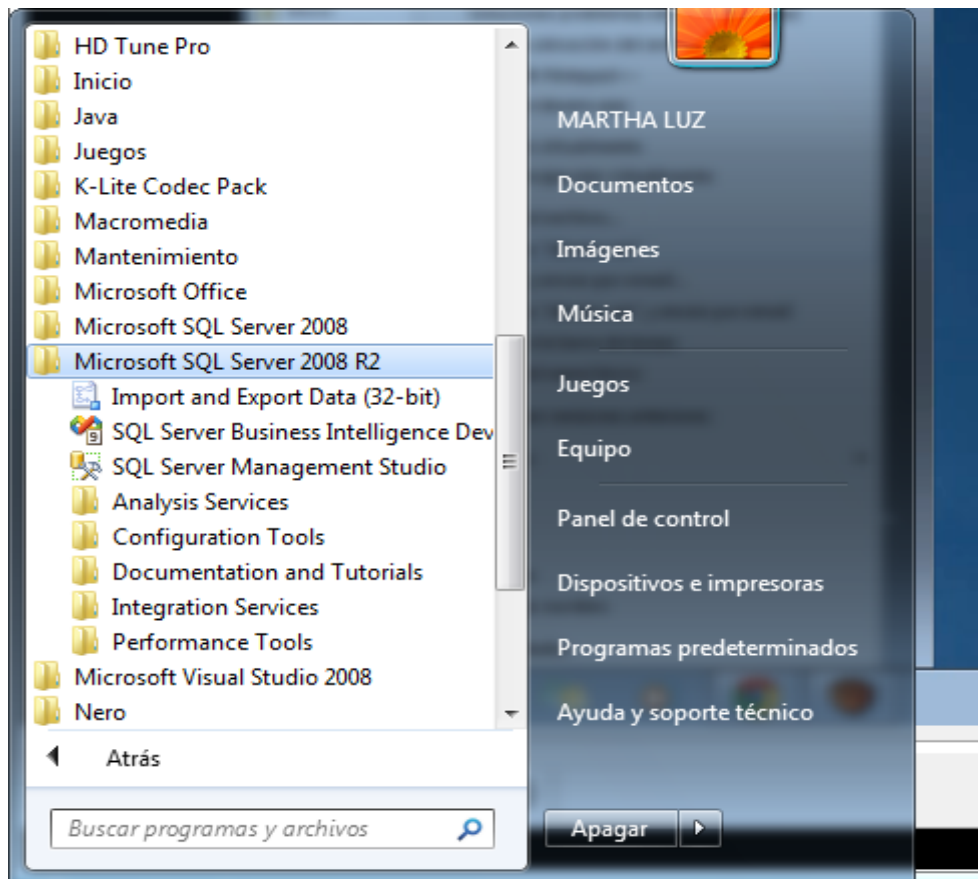 HD Tune Pro
Inicio
Java
Juegos
K-Lite Codec Pack
Macromedia
Mantenimiento
Microsoft Office
Microsoft SQL Server 2008
Microsoft SQL Server 2008 R2
Import and Export Data (32-bit)
SQL Server Business Intelligence Dev
SQL Server Management Studio
Analysis Services
Configuration Tools
Documentation and Tutorials
Integration Services
Performance Tools
Microsoft Visual Studio 2008
Nero
Atrás
Buscar programas y archivos
MARTHA LUZ
Documentos
Imágenes
Música
Juegos
Equipo
Panel de control
Dispositivos e impresoras
Programas predeterminados
Ayuda y soporte técnico
Apagar